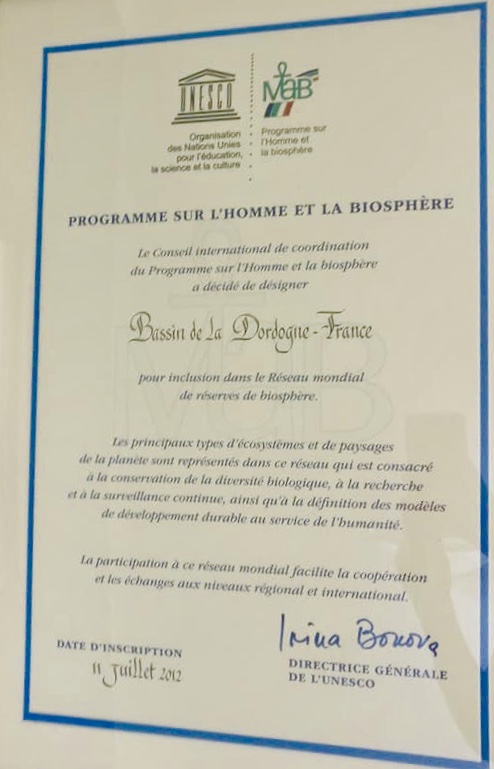 UNESCO
Organisation
des Nations Unies
pour l'éducation,
la science et la culture
MaB
Programme sur
l'Homme et
la biosphère
PROGRAMME SUR L'HOMME ET LA BIOSPHÈRE
Le Conseil international de coordination
du Programme sur l'Homme et la biosphère
a décidé de désigner
Bassin de La Dordogne - France
pour inclusion dans le Réseau mondial
de réserves de biosphère.
Les principaux types d'écosystèmes et de paysages
de la planète sont représentés dans ce réseau qui est consacré
à la conservation de la diversité biologique, à la recherche
et à la surveillance continue, ainsi qu'à la définition des modèles
de développement durable au service de l'humanité.
La participation à ce réseau mondial facilite la coopération
et les échanges aux niveaux régional et international.
DATE D'INSCRIPTION
11 Juillet 2012
Irina Bokova
DIRECTRICE GÉNÉRALE
DE L'UNESCO